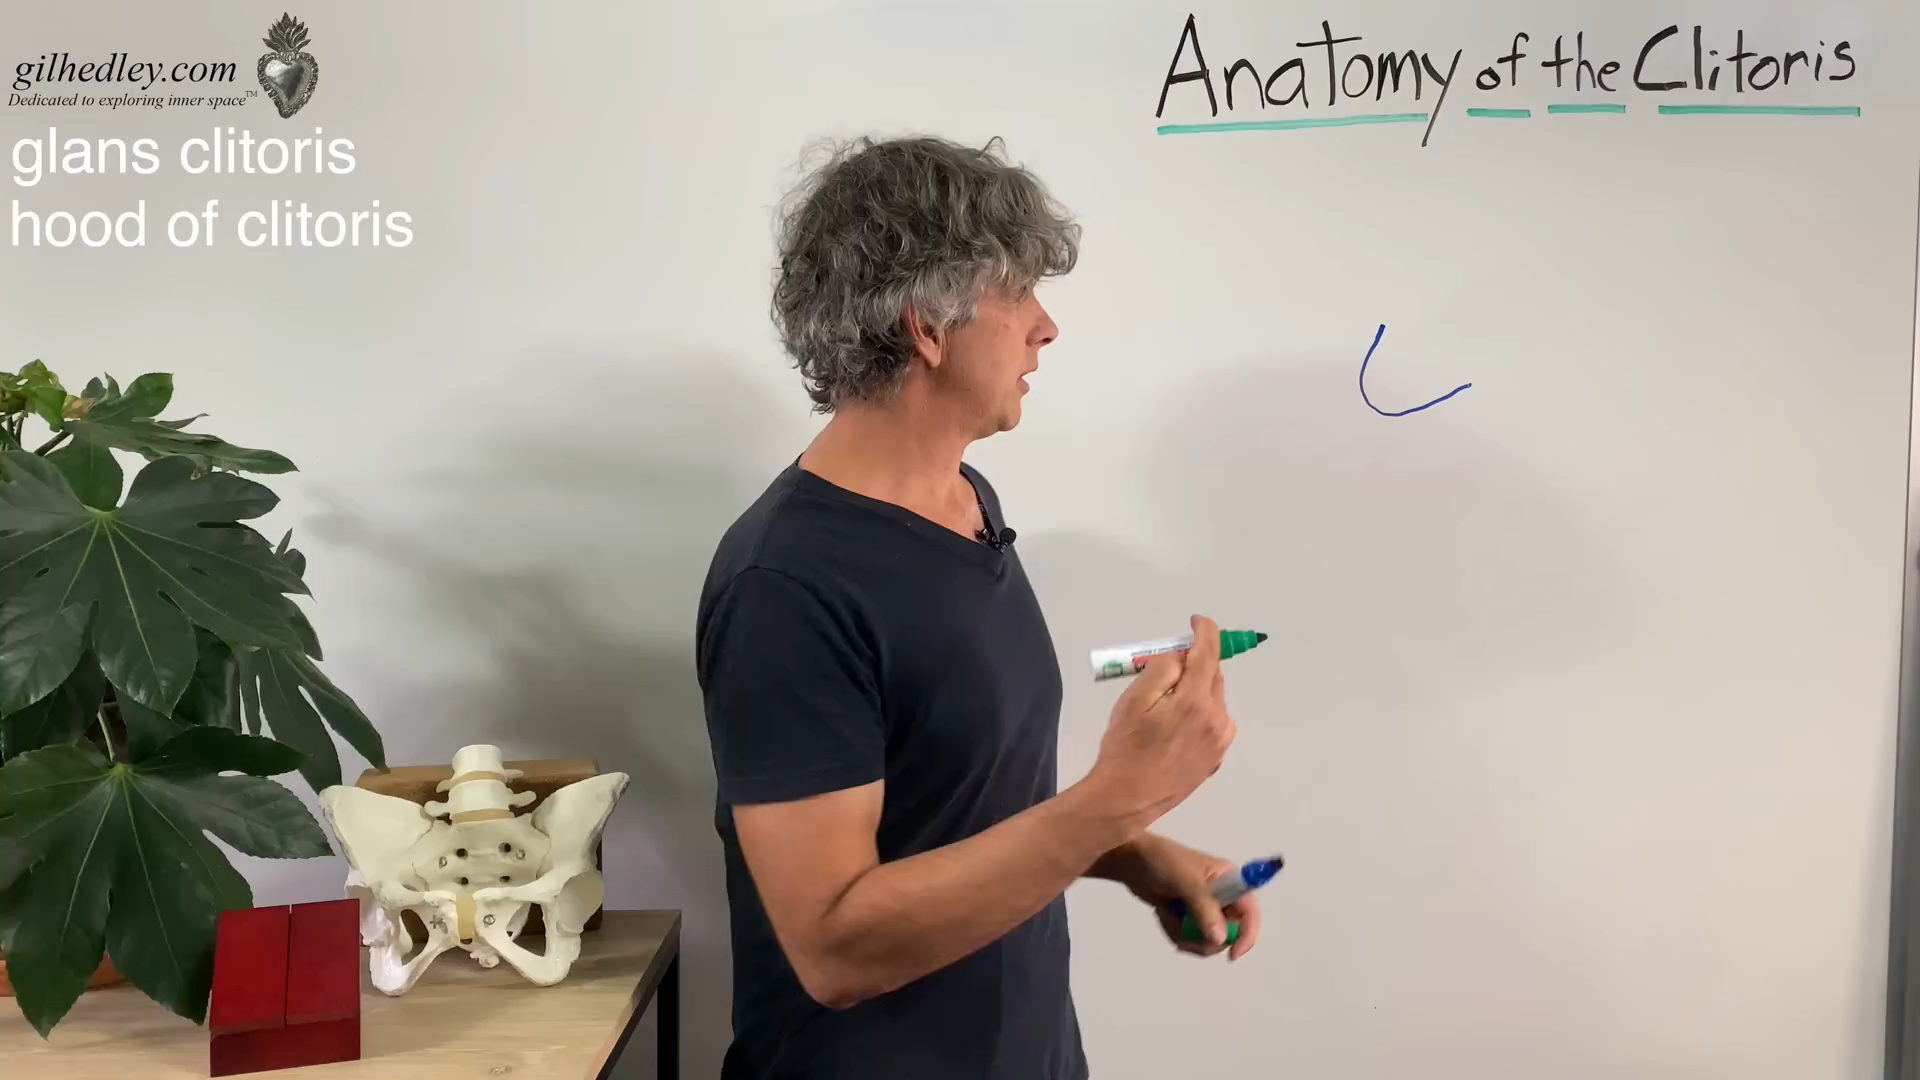 gilhedley.com
Dedicated to exploring inner space™
glans clitoris
hood of clitoris
Anatomy of the Clitoris